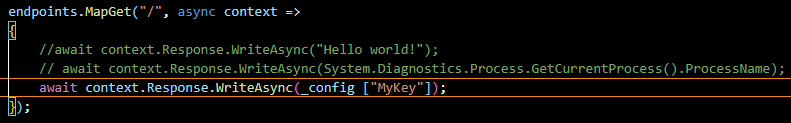 endpoints.MapGet("/", async context =>
{
//await context.Response.WriteAsync("Hello world!");
// await context.Response.WriteAsync(System.Diagnostics.Process.GetCurrentProcess().ProcessName);
await context.Response.WriteAsync(_config ["MyKey"]);
});